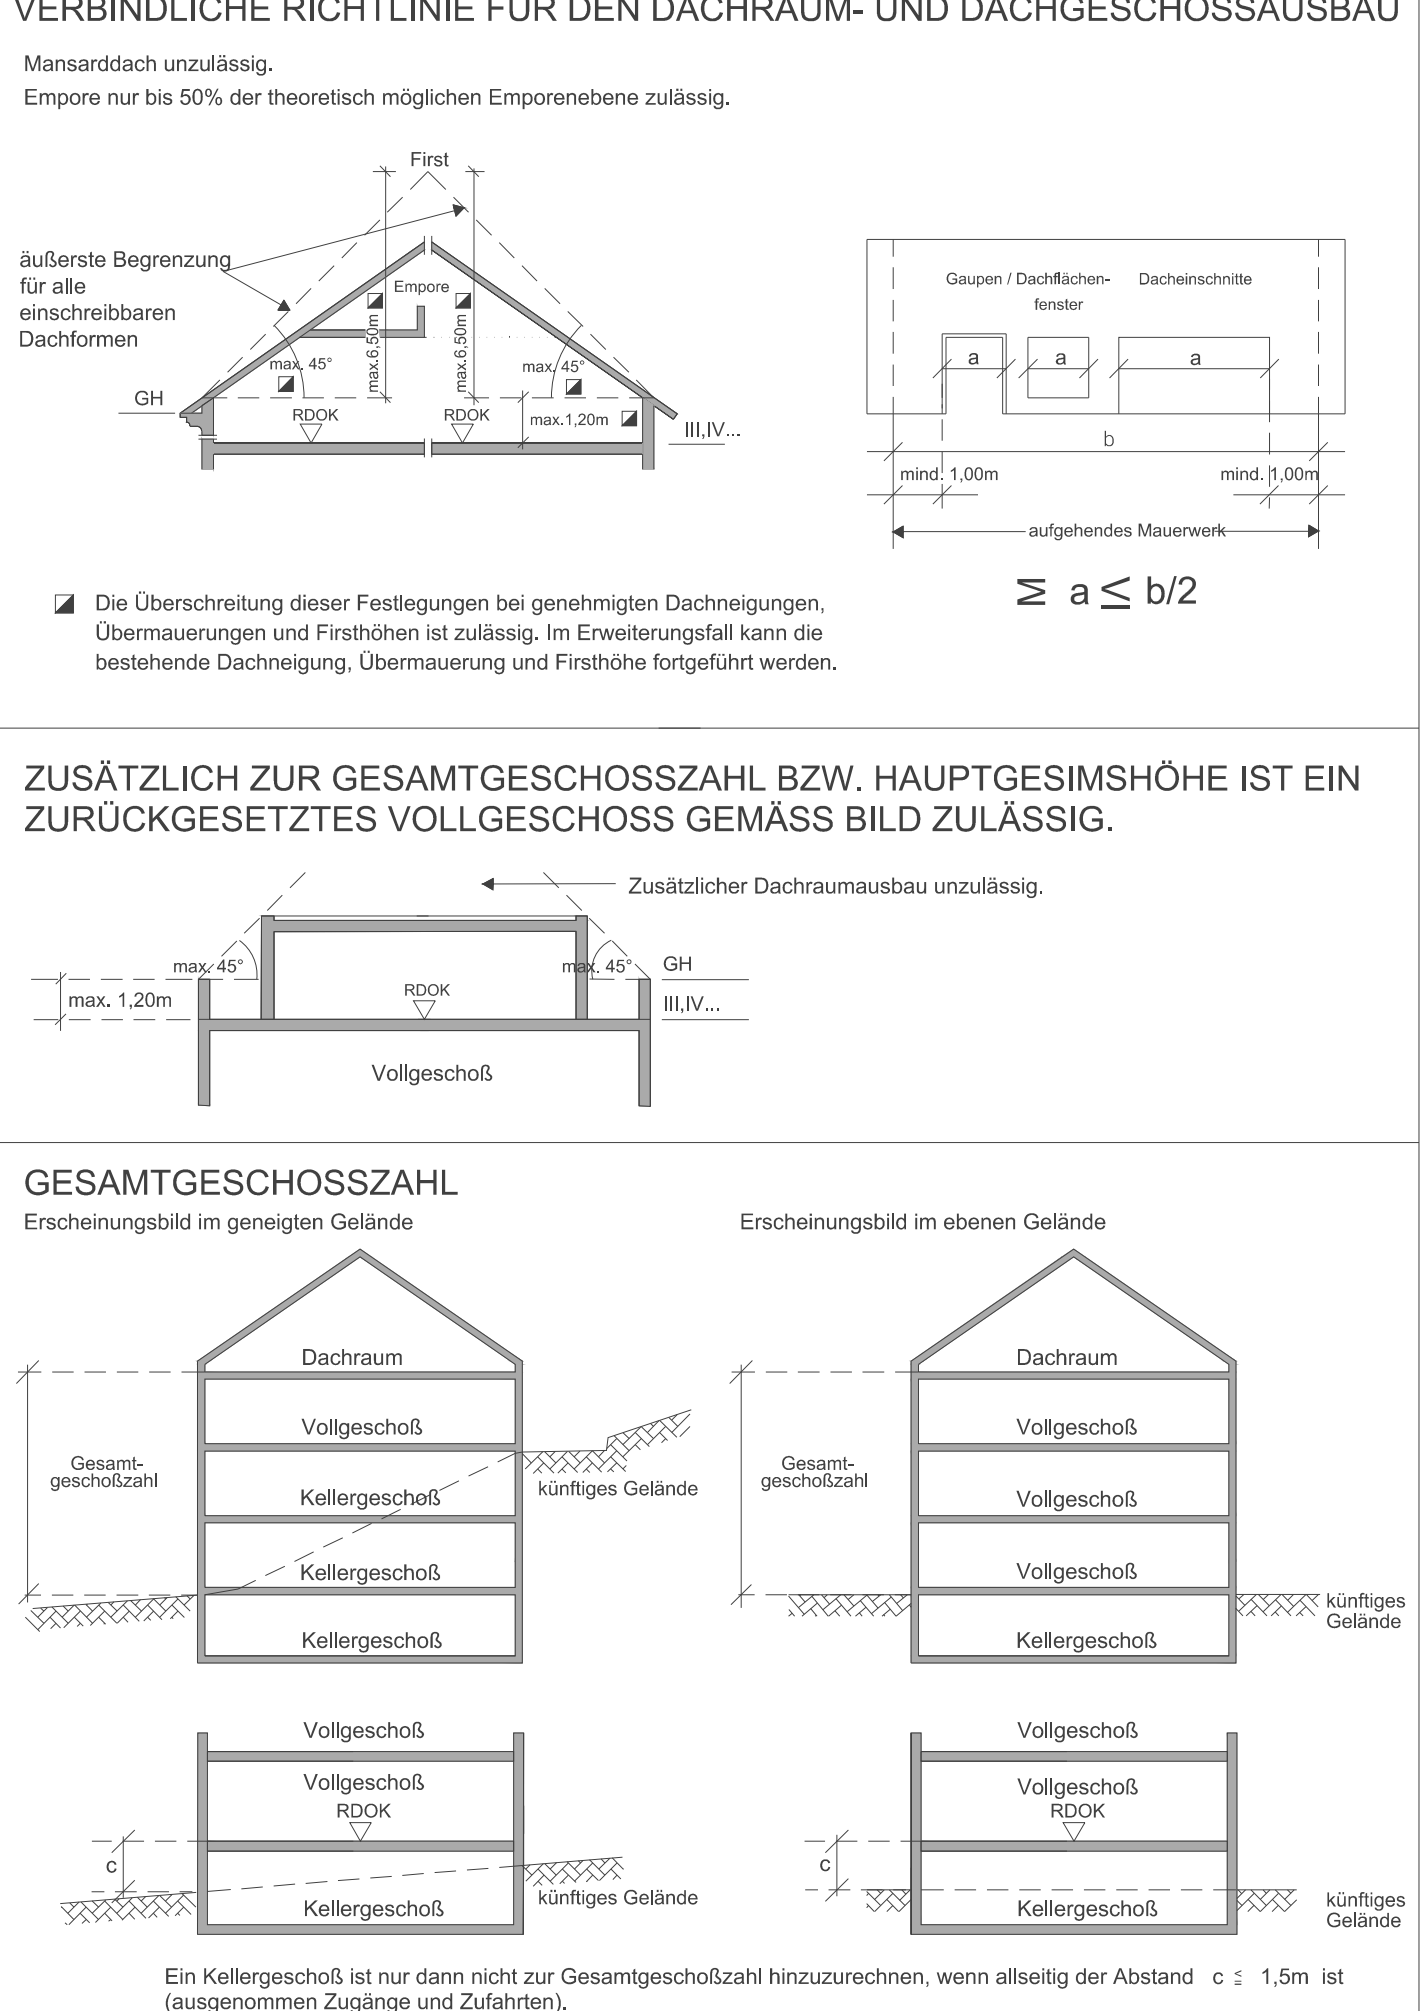 VERBINDLICHE RICHTLINIE FÜR DEN DACHRAUM- UND DACHGESCHOSSAUSBAU
Mansarddach unzulässig.
Empore nur bis 50% der theoretisch möglichen Emporenebene zulässig.
First
äußerste Begrenzung
für alle
einschreibbaren
Dachformen
Empore
max.6,50m
max.6,50m
max. 45°
max. 45°
GH
RDOK
RDOK
max.1,20m
III,IV...
Gaupen / Dachflächen-
fenster
Dacheinschnitte
a
a
a
b
mind. 1,00m
mind. 1,00m
aufgehendes Mauerwerk
Σ a ≤ b/2
Die Überschreitung dieser Festlegungen bei genehmigten Dachneigungen,
Übermauerungen und Firsthöhen ist zulässig. Im Erweiterungsfall kann die
bestehende Dachneigung, Übermauerung und Firsthöhe fortgeführt werden.
ZUSÄTZLICH ZUR GESAMTGESCHOSSZAHL BZW. HAUPTGESIMSHÖHE IST EIN
ZURÜCKGESETZTES VOLLGESCHOSS GEMÄSS BILD ZULÄSSIG.
Zusätzlicher Dachraumausbau unzulässig.
max. 45°
max. 45°
GH
max. 1,20m
RDOK
III,IV...
Vollgeschoß
GESAMTGESCHOSSZAHL
Erscheinungsbild im geneigten Gelände
Dachraum
Vollgeschoß
Gesamt-
geschoßzahl
Kellergeschoß
künftiges Gelände
Kellergeschoß
Kellergeschoß
Erscheinungsbild im ebenen Gelände
Dachraum
Vollgeschoß
Gesamt-
geschoßzahl
Vollgeschoß
Vollgeschoß
künftiges
Gelände
Kellergeschoß
Vollgeschoß
Vollgeschoß
RDOK
c
künftiges Gelände
Kellergeschoß
Vollgeschoß
Vollgeschoß
RDOK
c
künftiges
Gelände
Kellergeschoß
Ein Kellergeschoß ist nur dann nicht zur Gesamtgeschoßzahl hinzuzurechnen, wenn allseitig der Abstand c ≦ 1,5m ist
(ausgenommen Zugänge und Zufahrten).